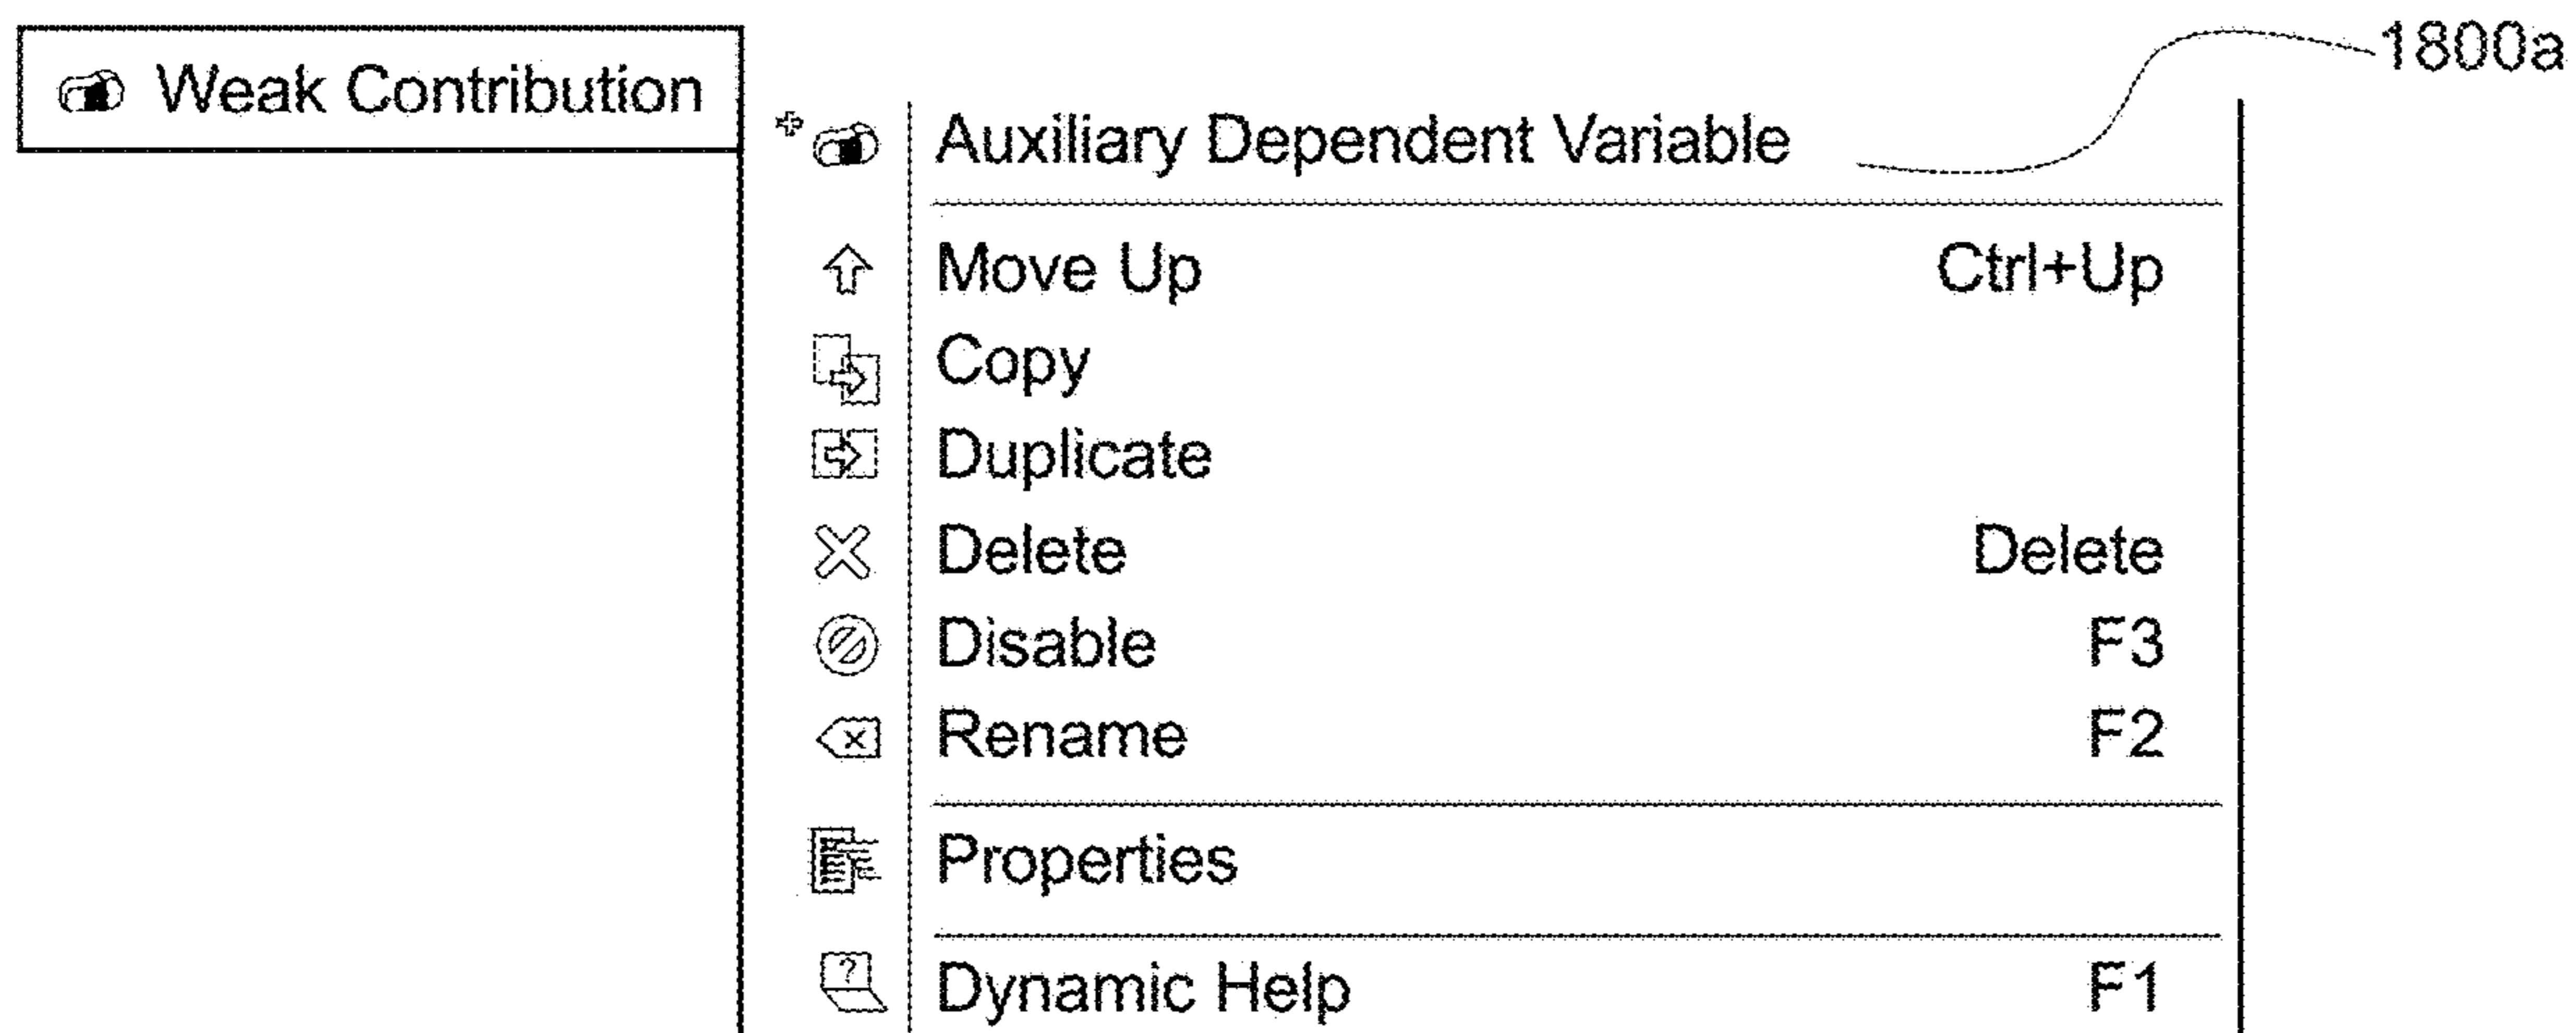 1800a
Weak Contribution
Auxiliary Dependent Variable
Move Up Ctrl+Up
Copy
Duplicate
Delete Delete
Disable F3
Rename F2
Properties
? Dynamic Help F1